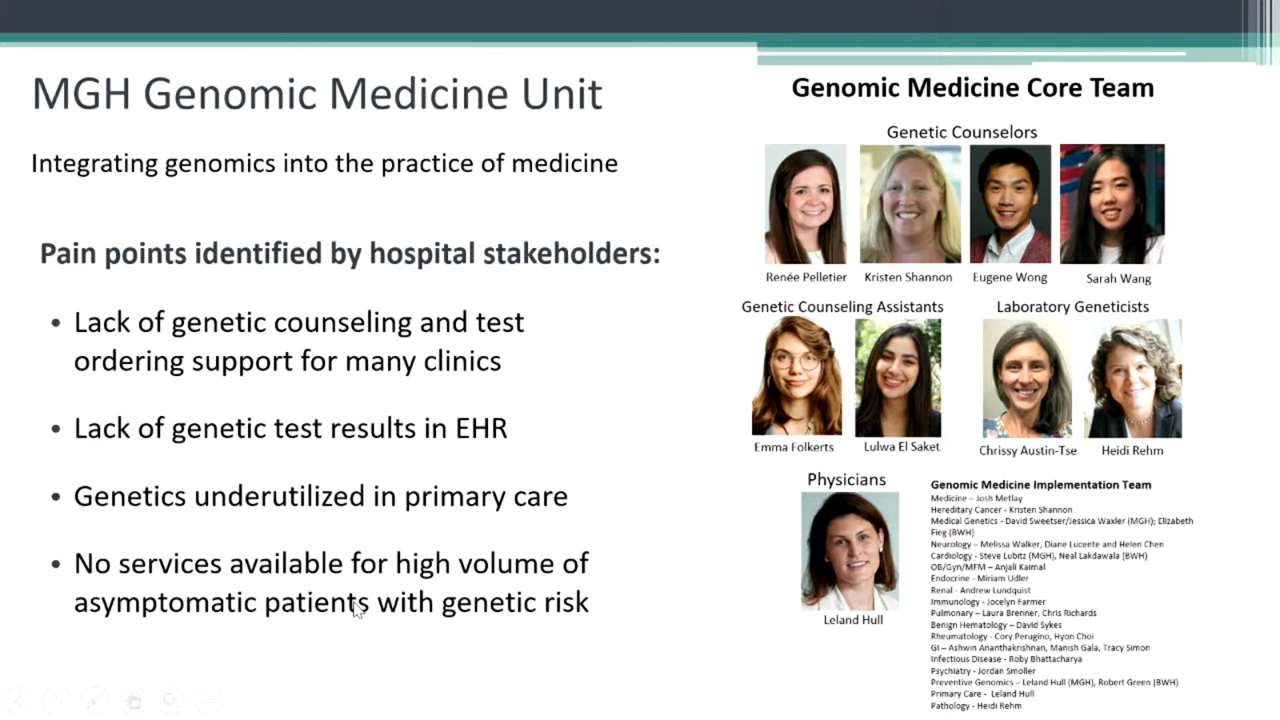 MGH Genomic Medicine Unit
Integrating genomics into the practice of medicine
Pain points identified by hospital stakeholders:
• Lack of genetic counseling and test
ordering support for many clinics
• Lack of genetic test results in EHR
• Genetics underutilized in primary care
• No services available for high volume of
asymptomatic patients with genetic risk
Genomic Medicine Core Team
Genetic Counselors
Renée Pelletier
Kristen Shannon
Eugene Wong
Sarah Wang
Genetic Counseling Assistants
Emma Folkerts
Lulwa El Saket
Laboratory Geneticists
Chrissy Austin-Tse
Heidi Rehm
Physicians
Leland Hull
Genomic Medicine Implementation Team
Medicine – Josh Metlay
Hereditary Cancer - Kristen Shannon
Medical Genetics - David Sweetser/Jessica Waxler (MGH); Elizabeth
Fieg (BWH)
Neurology – Melissa Walker, Diane Lucente and Helen Chen
Cardiology - Steve Lubitz (MGH), Neal Lakdawala (BWH)
OB/Gyn/MFM – Anjali Kaimal
Endocrine - Miriam Udler
Renal - Andrew Lundquist
Immunology - Jocelyn Farmer
Pulmonary – Laura Brenner, Chris Richards
Benign Hematology – David Sykes
Rheumatology - Cory Perugino, Hyon Choi
GI – Ashwin Ananthakrishnan, Manish Gala, Tracy Simon
Infectious Disease - Roby Bhattacharya
Psychiatry - Jordan Smoller
Preventive Genomics – Leland Hull (MGH), Robert Green (BWH)
Primary Care - Leland Hull
Pathology - Heidi Rehm